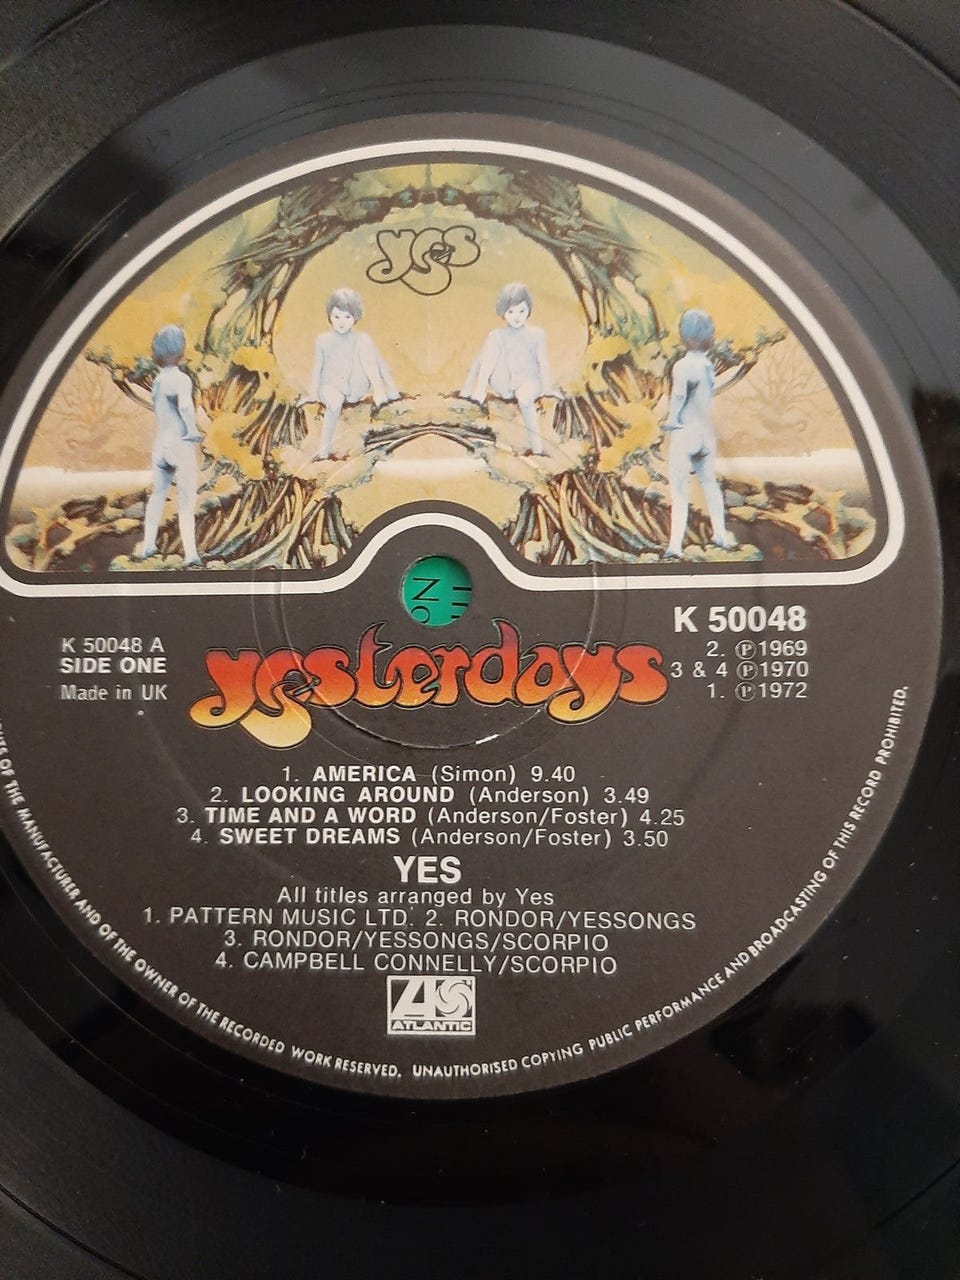 yes
K 50048
K 50048 A
SIDE ONE
Made in UK
yesterdays
2. ℗ 1969
3 & 4 ℗ 1970
1. ℗ 1972
1. AMERICA (Simon) 9.40
2. LOOKING AROUND (Anderson) 3.49
3. TIME AND A WORD (Anderson/Foster) 4.25
4. SWEET DREAMS (Anderson/Foster) 3.50
YES
All titles arranged by Yes
1. PATTERN MUSIC LTD. 2. RONDOR/YESSONGS
3. RONDOR/YESSONGS/SCORPIO
4. CAMPBELL CONNELLY/SCORPIO
ATLANTIC
OF THE MANUFACTURER AND OF THE OWNER OF THE RECORDED WORK RESERVED. UNAUTHORISED COPYING PUBLIC PERFORMANCE AND BROADCASTING OF THIS RECORD PROHIBITED.